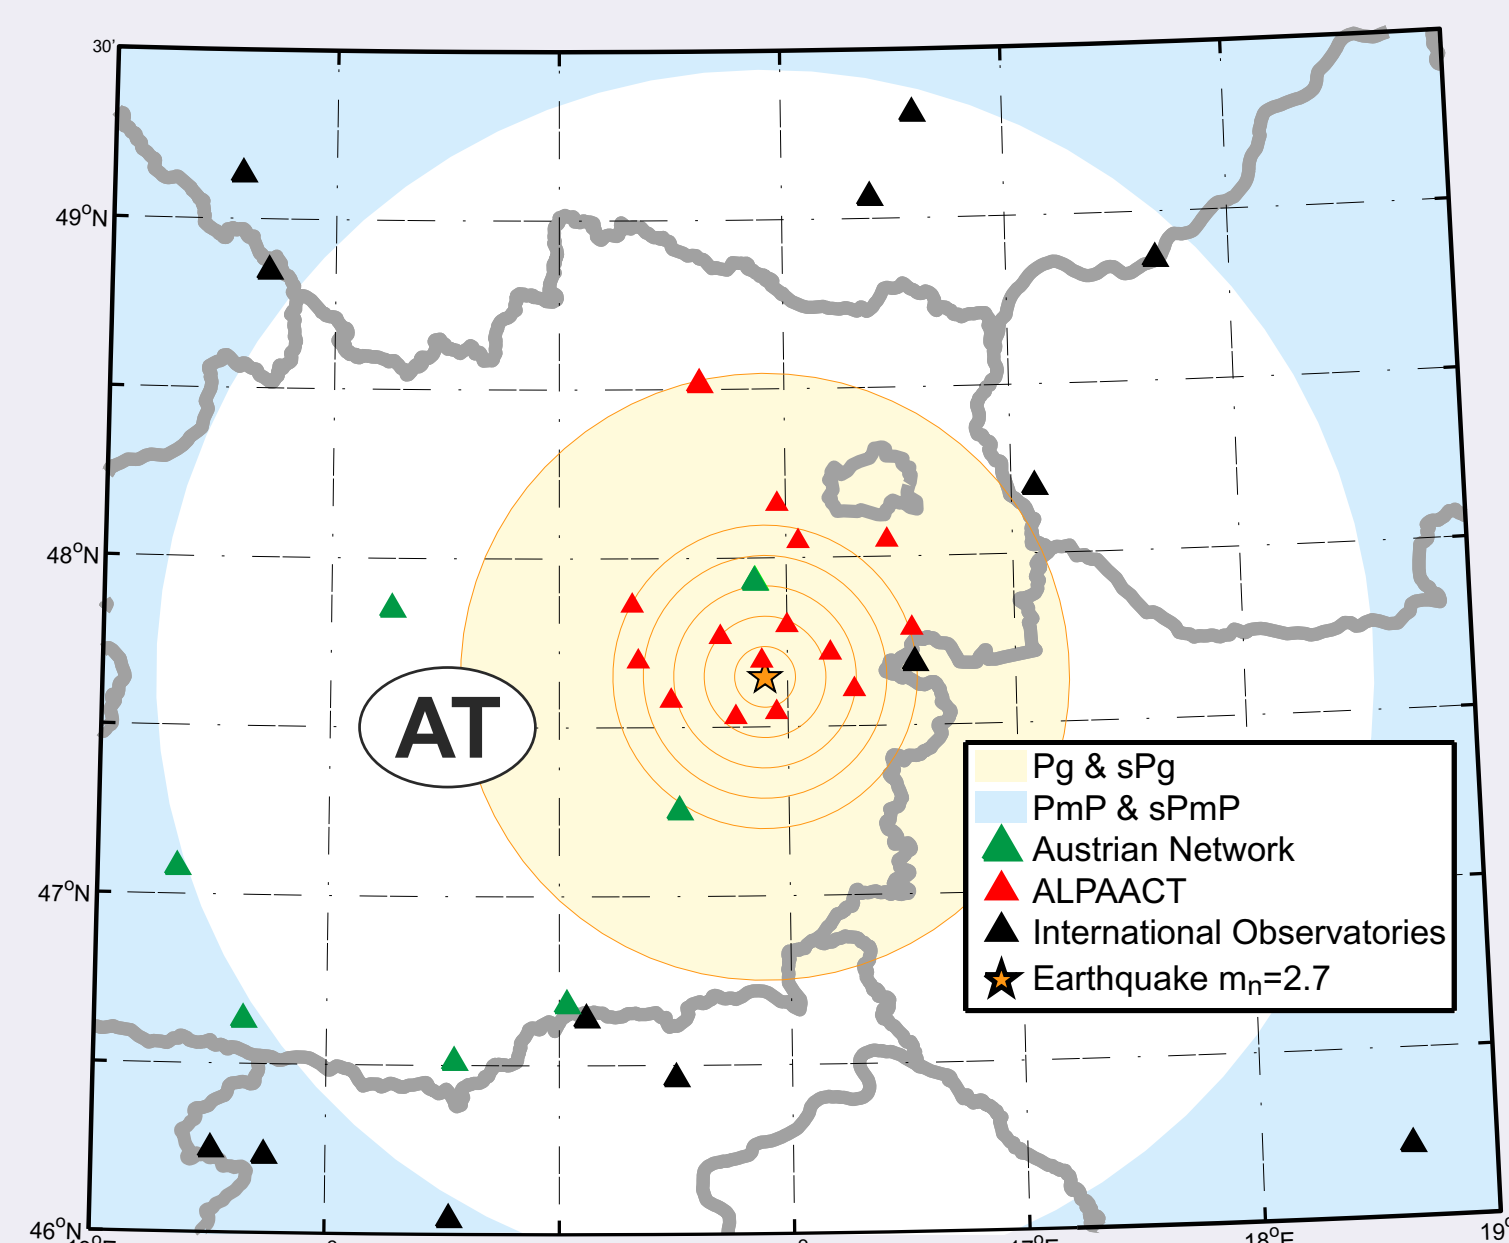 30'
49°N
48°N
AT
Pg & sPg
PmP & sPmP
Austrian Network
ALPAACT
International Observatories
Earthquake mn=2.7
47°N
46°N
18°E